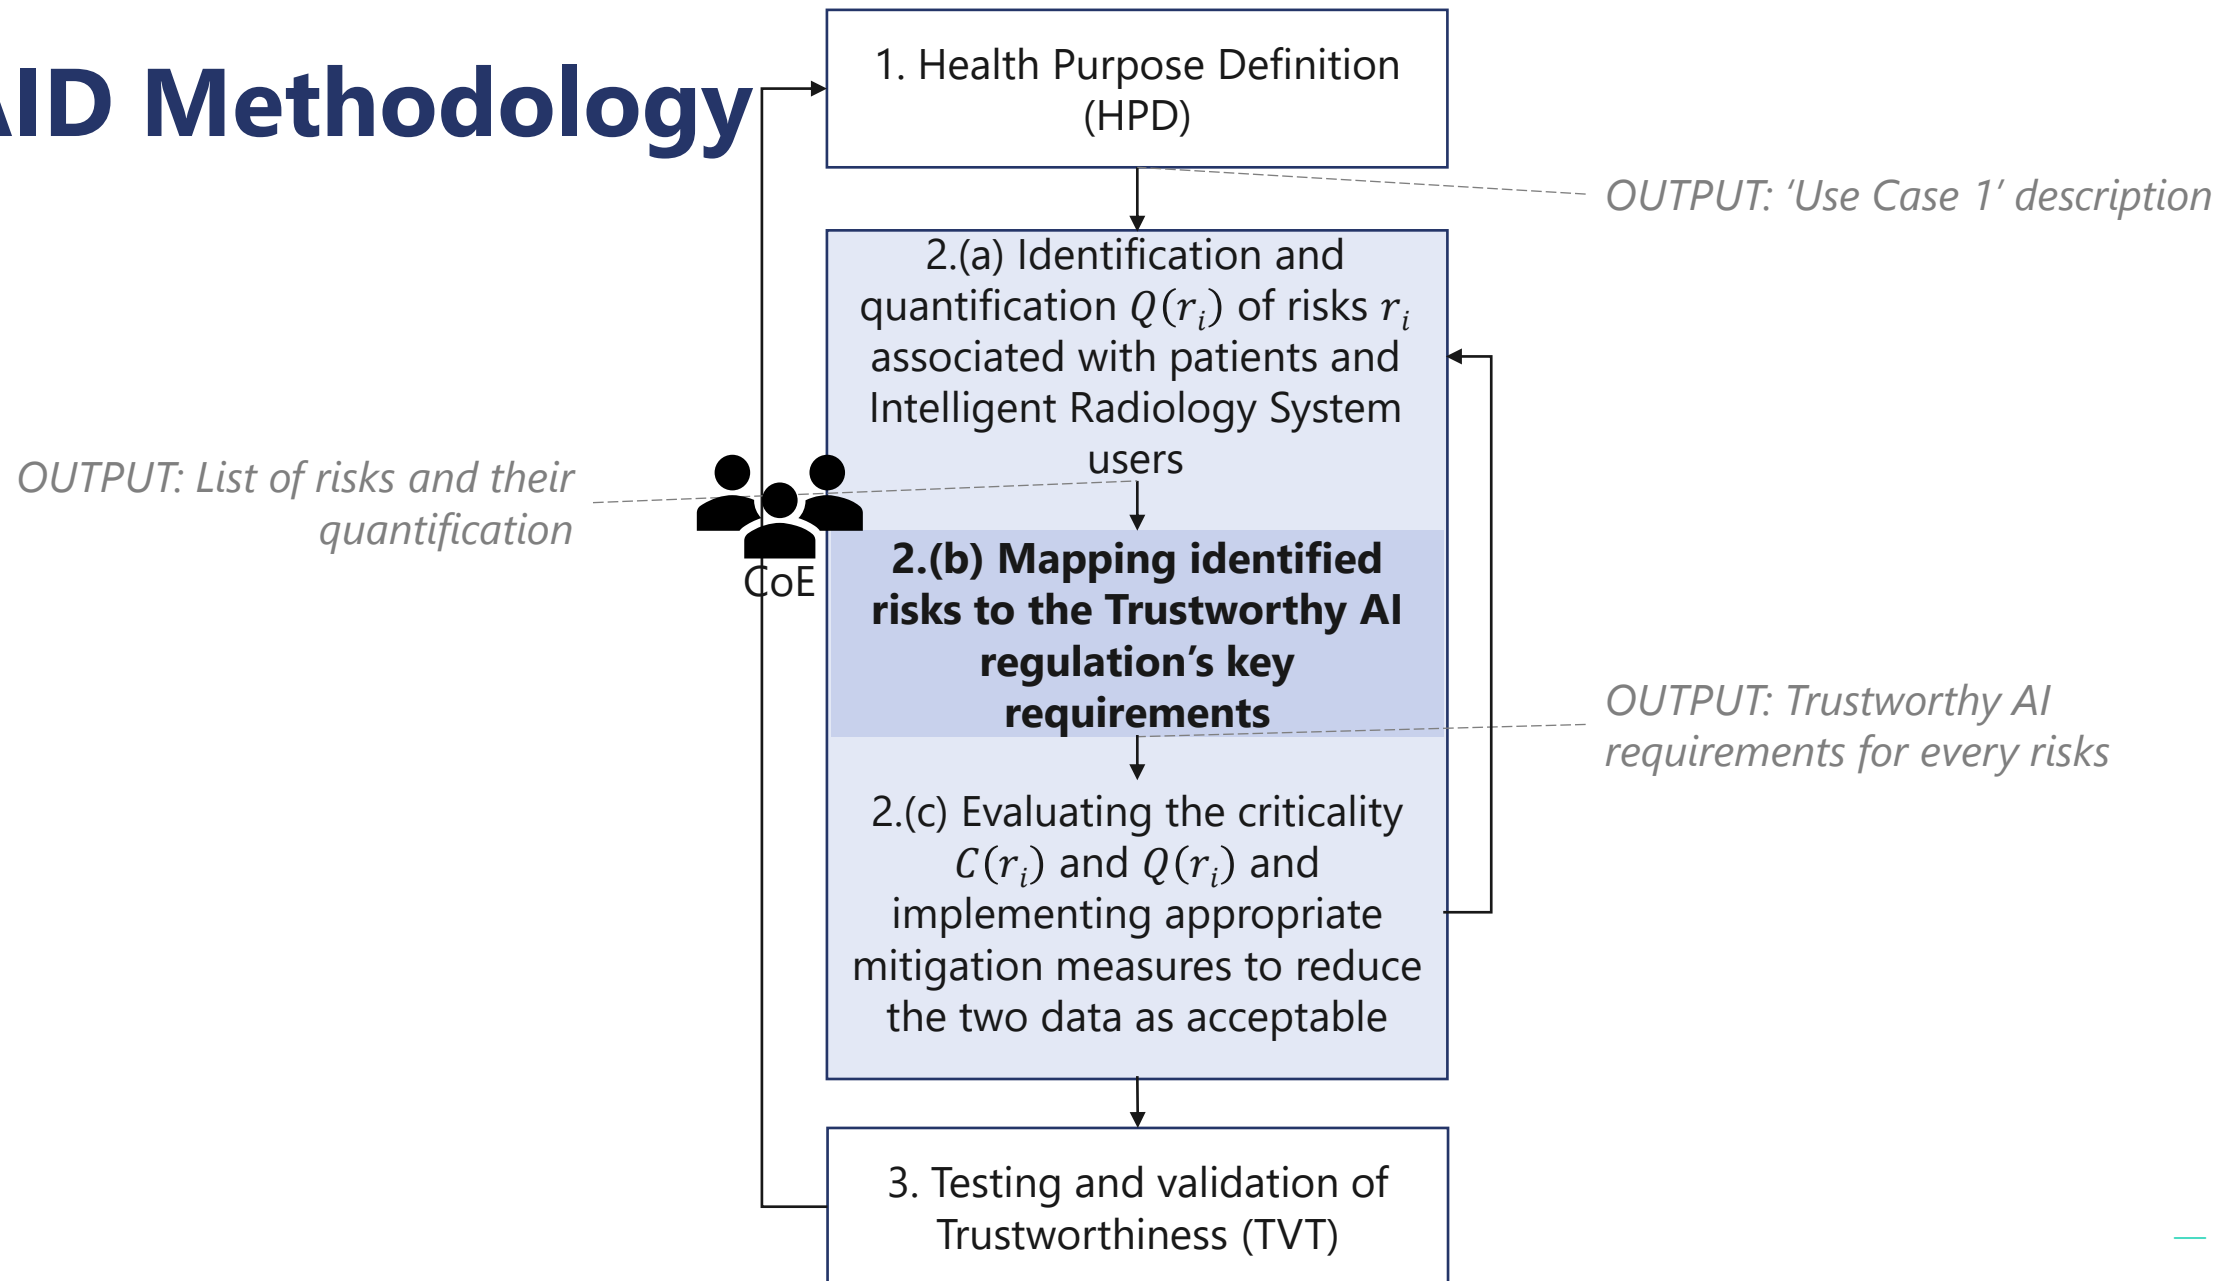 AID Methodology
1. Health Purpose Definition
(HPD)
OUTPUT: ‘Use Case 1’ description
2.(a) Identification and
quantification Q(r_i) of risks r_i
associated with patients and
Intelligent Radiology System
users
OUTPUT: List of risks and their
quantification
CoE
2.(b) Mapping identified
risks to the Trustworthy AI
regulation’s key
requirements
OUTPUT: Trustworthy AI
requirements for every risks
2.(c) Evaluating the criticality
C(r_i) and Q(r_i) and
implementing appropriate
mitigation measures to reduce
the two data as acceptable
3. Testing and validation of
Trustworthiness (TVT)